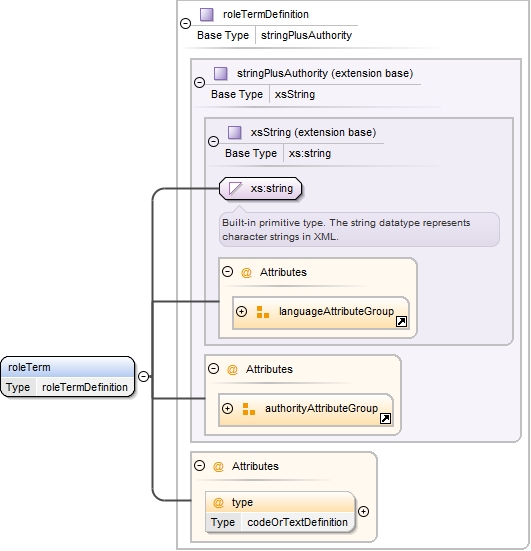 roleTermDefinition
Base Type stringPlusAuthority
stringPlusAuthority (extension base)
Base Type xsString
xsString (extension base)
Base Type xs:string
xs:string
Built-in primitive type. The string datatype represents
character strings in XML.
@ Attributes
languageAttributeGroup
roleTerm
Type roleTermDefinition
@ Attributes
authorityAttributeGroup
@ Attributes
@ type
Type codeOrTextDefinition